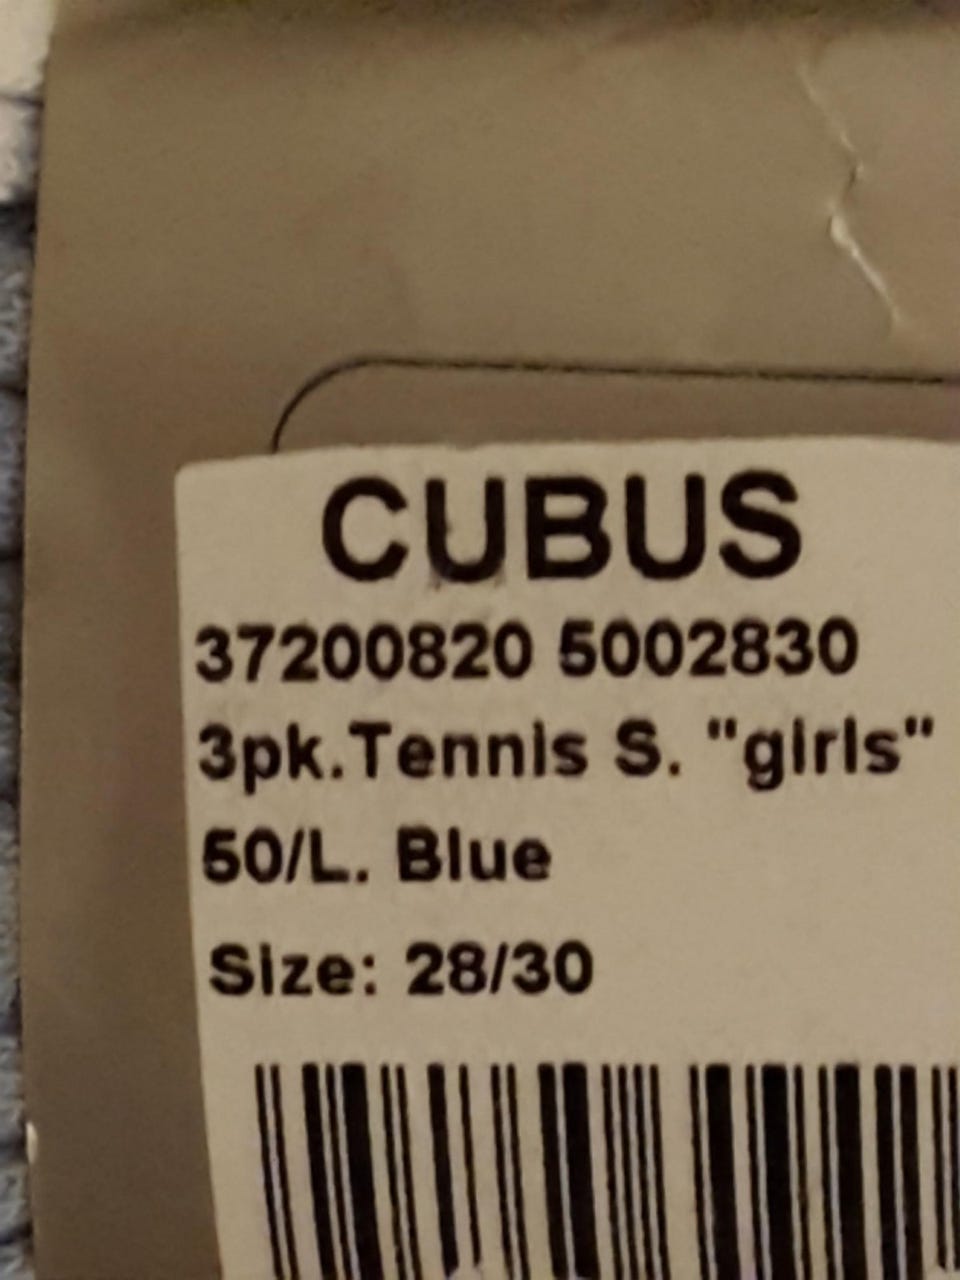 CUBUS
37200820 5002830
3pk.Tennis S. "girls"
50/L. Blue
Size: 28/30